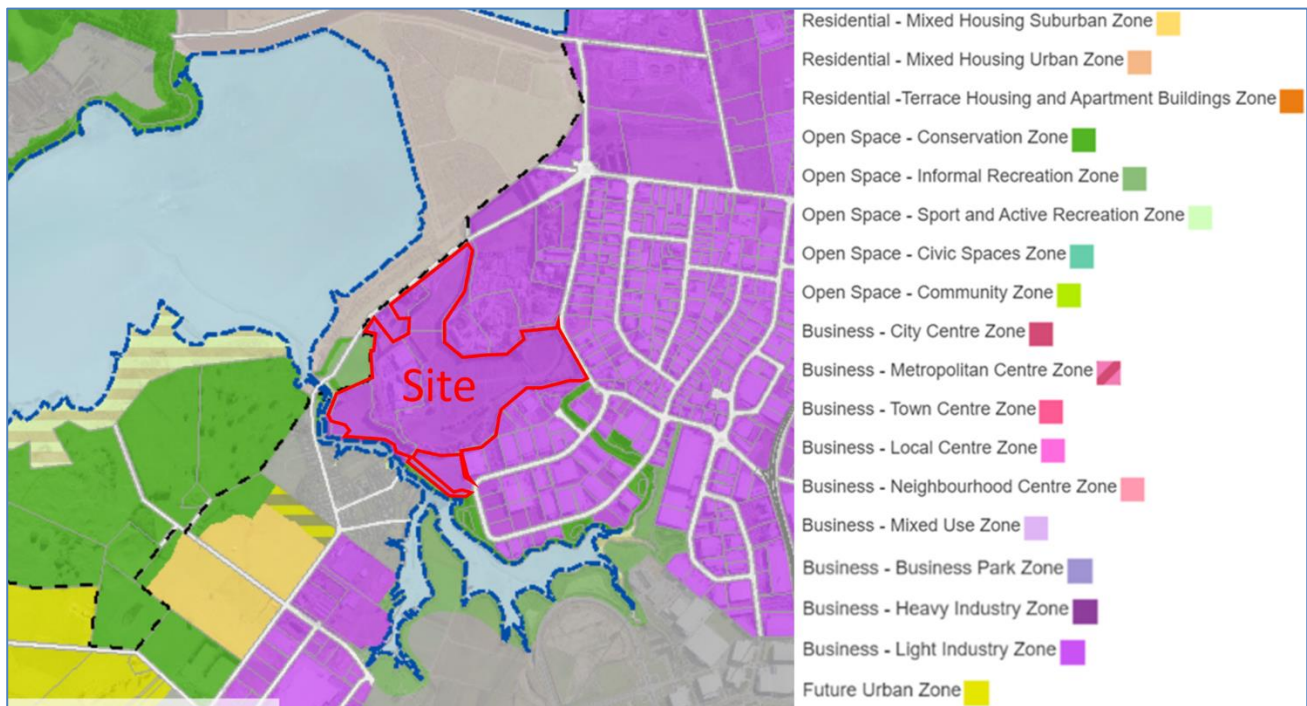 Site
Residential - Mixed Housing Suburban Zone
Residential - Mixed Housing Urban Zone
Residential -Terrace Housing and Apartment Buildings Zone
Open Space - Conservation Zone
Open Space - Informal Recreation Zone
Open Space - Sport and Active Recreation Zone
Open Space - Civic Spaces Zone
Open Space - Community Zone
Business - City Centre Zone
Business - Metropolitan Centre Zone
Business - Town Centre Zone
Business - Local Centre Zone
Business - Neighbourhood Centre Zone
Business - Mixed Use Zone
Business - Business Park Zone
Business - Heavy Industry Zone
Business - Light Industry Zone
Future Urban Zone